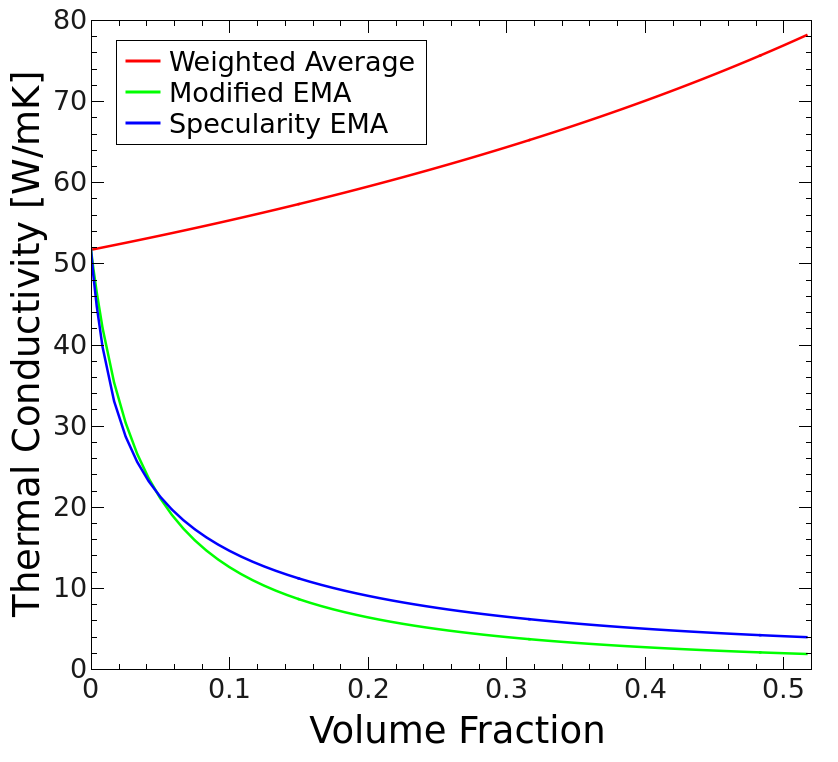 80
70
60
50
40
30
20
10
0
Thermal Conductivity [W/mK]
Weighted Average
Modified EMA
Specularity EMA
0 0.1 0.2 0.3 0.4 0.5
Volume Fraction